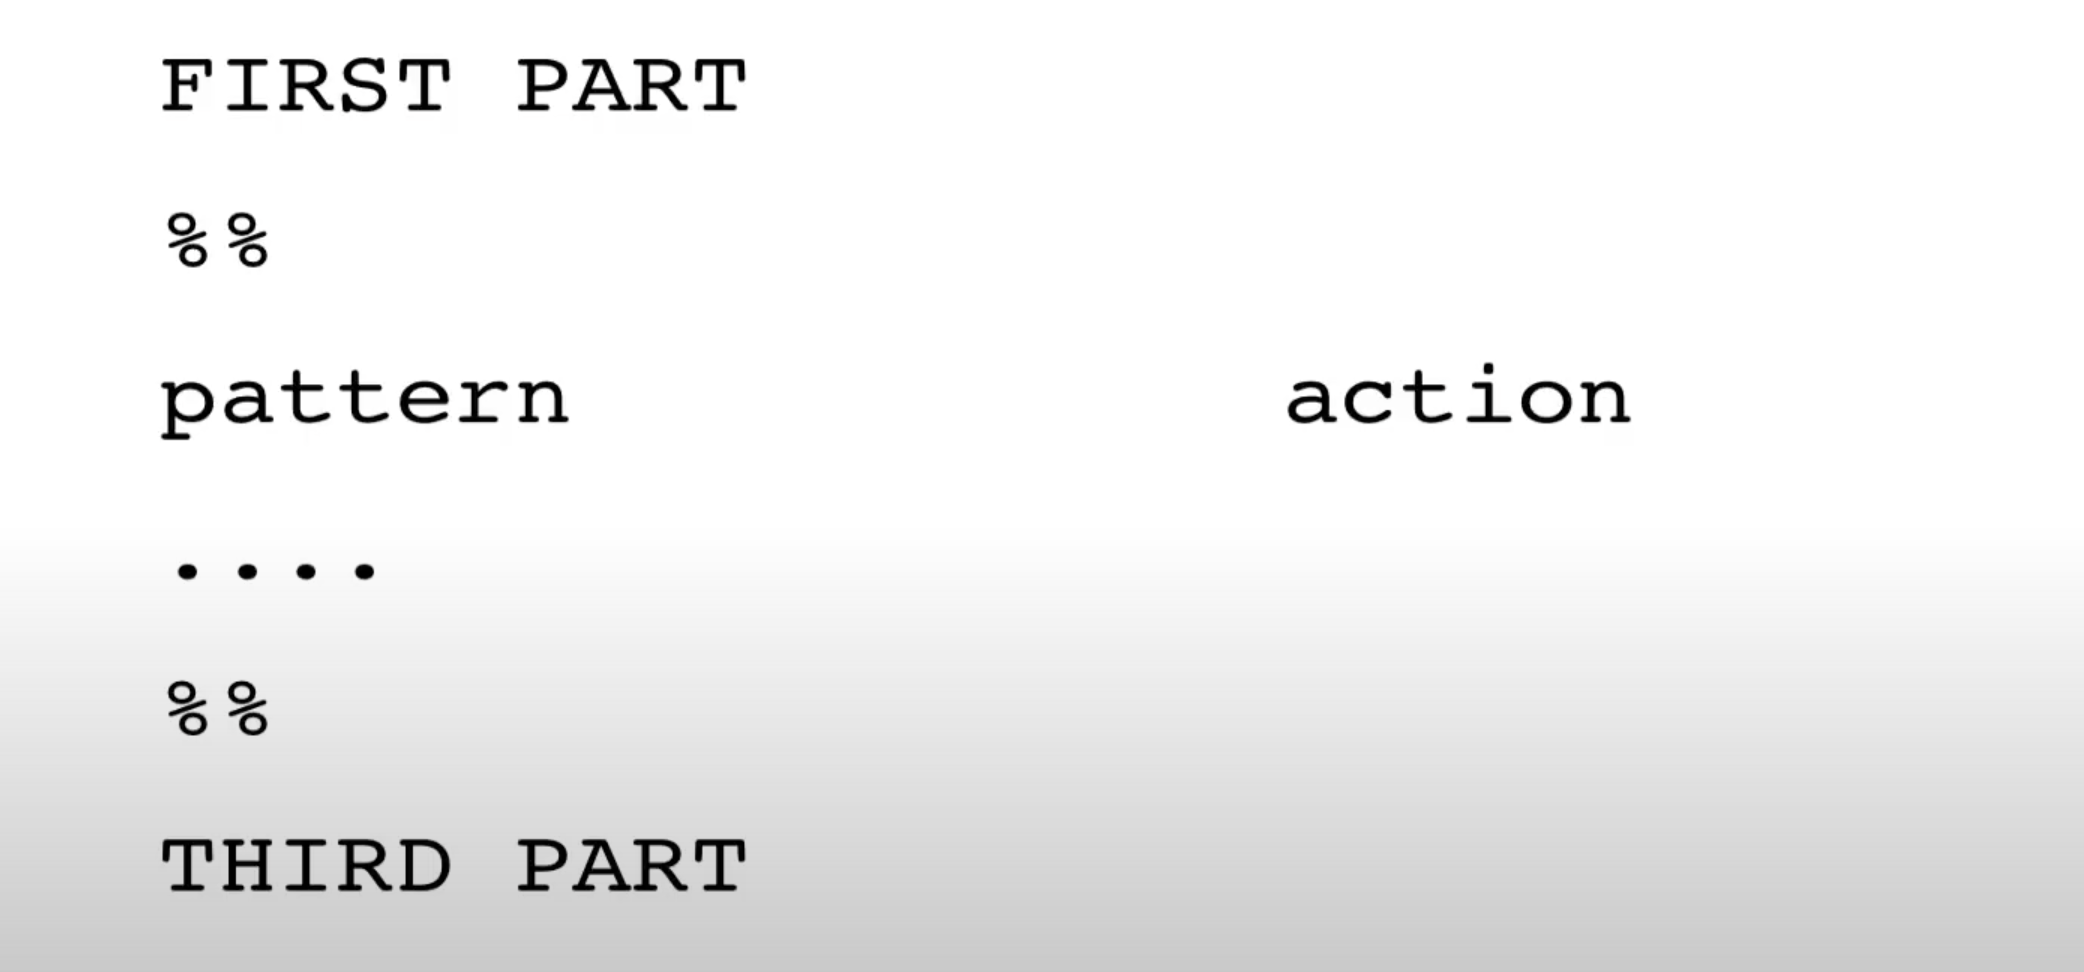 FIRST PART
%%
pattern action
....
%%
THIRD PART